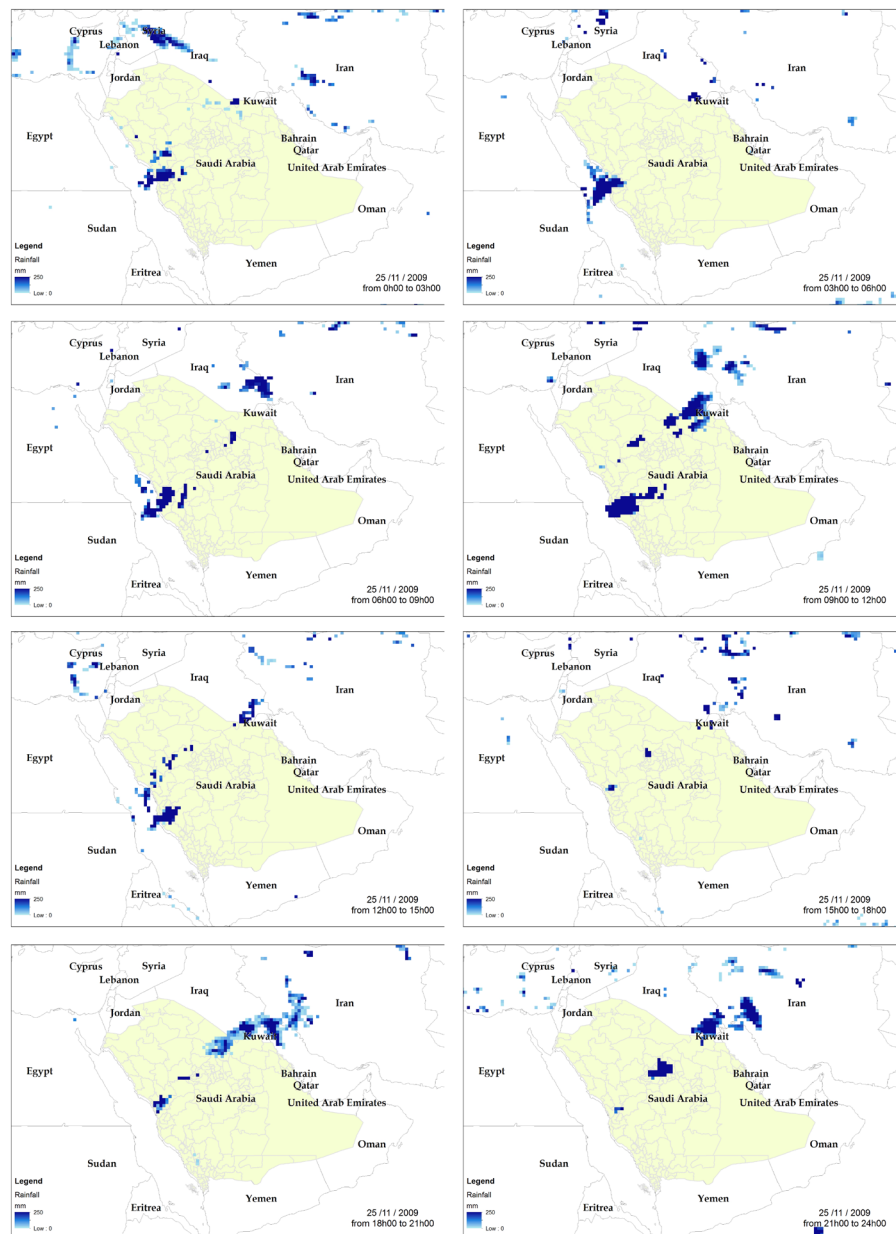 Cyprus
Syria
Lebanon
Iraq
Iran
Jordan
Kuwait
Egypt
Bahrain
Qatar
Saudi Arabia
United Arab Emirates
Oman
Sudan
Yemen
Eritrea
Legend
Rainfall
mm
250
Low : 0
25 /11 / 2009
from 0h00 to 03h00
Cyprus
Syria
Lebanon
Iraq
Iran
Jordan
Kuwait
Egypt
Bahrain
Qatar
Saudi Arabia
United Arab Emirates
Oman
Sudan
Yemen
Eritrea
Legend
Rainfall
mm
250
Low : 0
25 /11 / 2009
from 03h00 to 06h00
Cyprus
Syria
Lebanon
Iraq
Iran
Jordan
Kuwait
Egypt
Bahrain
Qatar
Saudi Arabia
United Arab Emirates
Oman
Sudan
Yemen
Eritrea
Legend
Rainfall
mm
250
Low : 0
25 /11 / 2009
from 06h00 to 09h00
Cyprus
Syria
Lebanon
Iraq
Iran
Jordan
Kuwait
Egypt
Bahrain
Qatar
Saudi Arabia
United Arab Emirates
Oman
Sudan
Yemen
Eritrea
Legend
Rainfall
mm
250
Low : 0
25 /11 / 2009
from 09h00 to 12h00
Cyprus
Syria
Lebanon
Iraq
Iran
Jordan
Kuwait
Egypt
Bahrain
Qatar
Saudi Arabia
United Arab Emirates
Oman
Sudan
Yemen
Eritrea
Legend
Rainfall
mm
250
Low : 0
25 /11 / 2009
from 12h00 to 15h00
Cyprus
Syria
Lebanon
Iraq
Iran
Jordan
Kuwait
Egypt
Bahrain
Qatar
Saudi Arabia
United Arab Emirates
Oman
Sudan
Yemen
Eritrea
Legend
Rainfall
mm
250
Low : 0
25 /11 / 2009
from 15h00 to 18h00
Cyprus
Syria
Lebanon
Iraq
Iran
Jordan
Kuwait
Egypt
Bahrain
Qatar
Saudi Arabia
United Arab Emirates
Oman
Sudan
Yemen
Eritrea
Legend
Rainfall
mm
250
Low : 0
25 /11 / 2009
from 18h00 to 21h00
Cyprus
Syria
Lebanon
Iraq
Iran
Jordan
Kuwait
Egypt
Bahrain
Qatar
Saudi Arabia
United Arab Emirates
Oman
Sudan
Yemen
Eritrea
Legend
Rainfall
mm
250
Low : 0
25 /11 / 2009
from 21h00 to 24h00